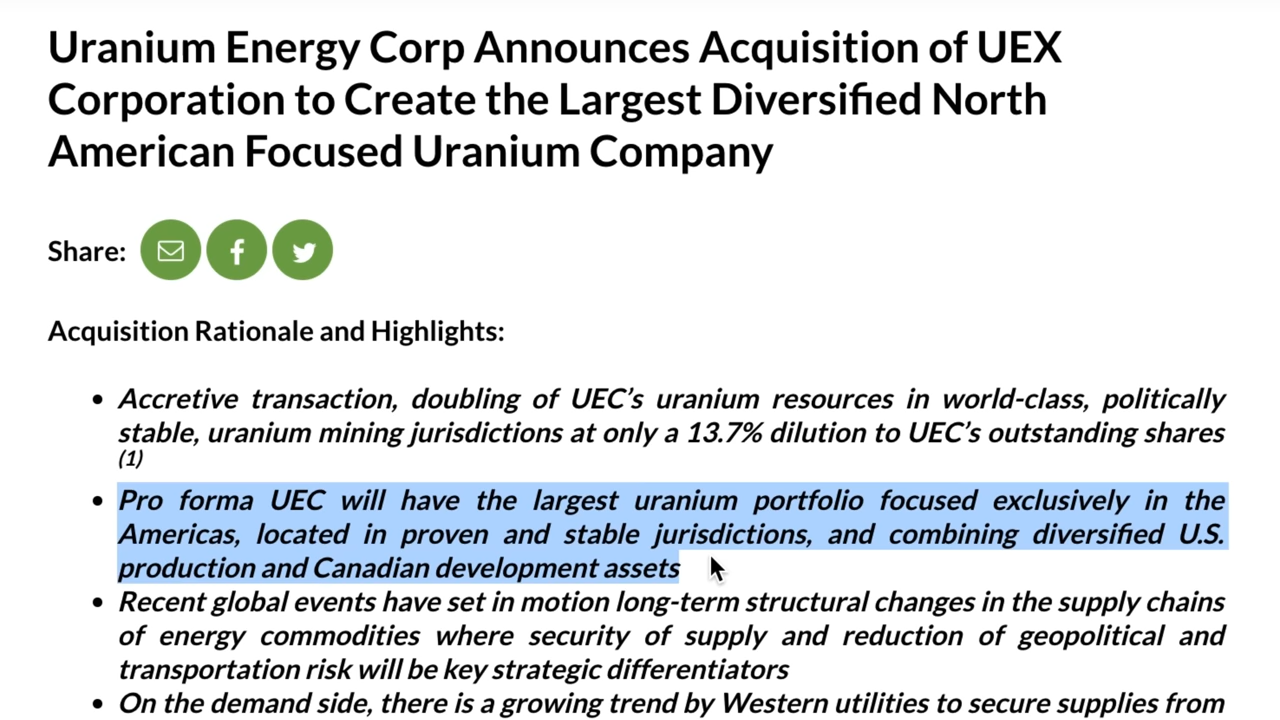 Uranium Energy Corp Announces Acquisition of UEX
Corporation to Create the Largest Diversified North
American Focused Uranium Company
Share:
Acquisition Rationale and Highlights:
• Accretive transaction, doubling of UEC’s uranium resources in world-class, politically
stable, uranium mining jurisdictions at only a 13.7% dilution to UEC’s outstanding shares
(1)
• Pro forma UEC will have the largest uranium portfolio focused exclusively in the
Americas, located in proven and stable jurisdictions, and combining diversified U.S.
production and Canadian development assets
• Recent global events have set in motion long-term structural changes in the supply chains
of energy commodities where security of supply and reduction of geopolitical and
transportation risk will be key strategic differentiators
• On the demand side, there is a growing trend by Western utilities to secure supplies from